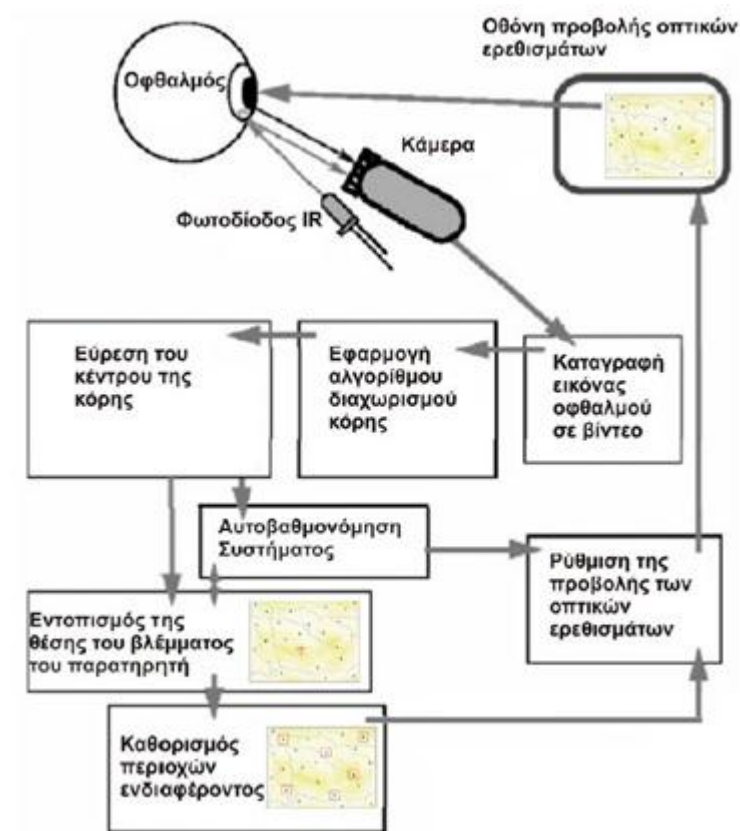 Οθόνη προβολής οπτικών
ερεθισμάτων
Οφθαλμός
Κάμερα
Φωτοδίοδος IR
Εύρεση του
κέντρου της
κόρης
Εφαρμογή
αλγορίθμου
διαχωρισμού
κόρης
Καταγραφή
εικόνας
οφθαλμού
σε βίντεο
Αυτοβαθμονόμηση
Συστήματος
Ρύθμιση της
προβολής των
οπτικών
ερεθισμάτων
Εντοπισμός της
θέσης του βλέμματος
του παρατηρητή
Καθορισμός
περιοχών
ενδιαφέροντος